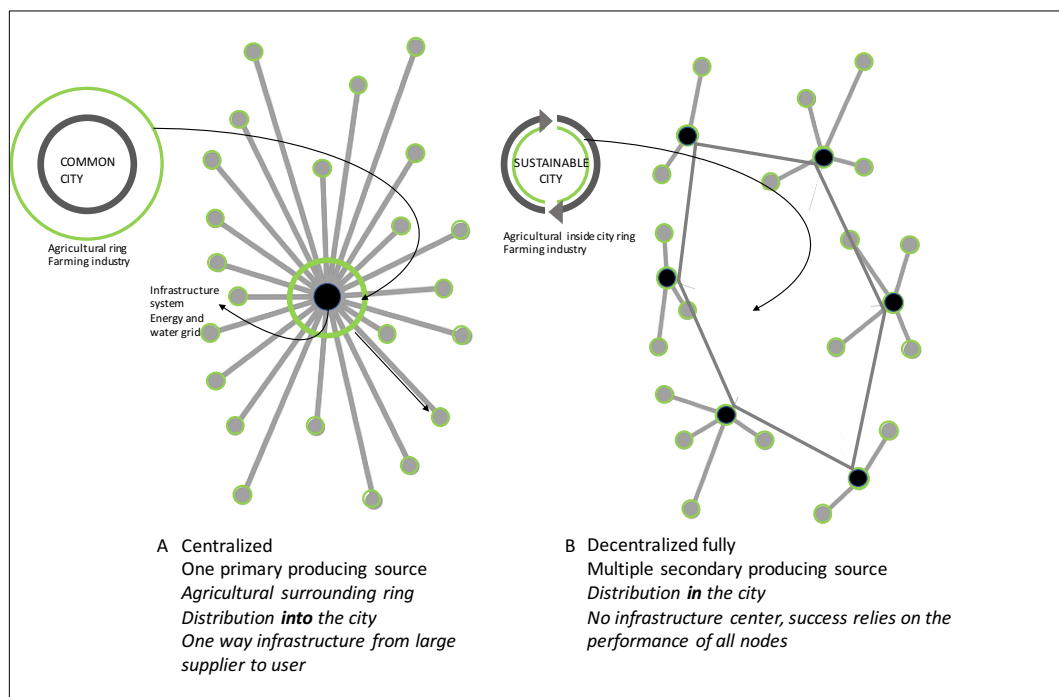 COMMON
CITY
Agricultural ring
Farming industry
Infrastructure
system
Energy and
water grid
SUSTAINABLE
CITY
Agricultural inside city ring
Farming industry
A Centralized
One primary producing source
Agricultural surrounding ring
Distribution into the city
One way infrastructure from large
supplier to user
B Decentralized fully
Multiple secondary producing source
Distribution in the city
No infrastructure center, success relies on the
performance of all nodes